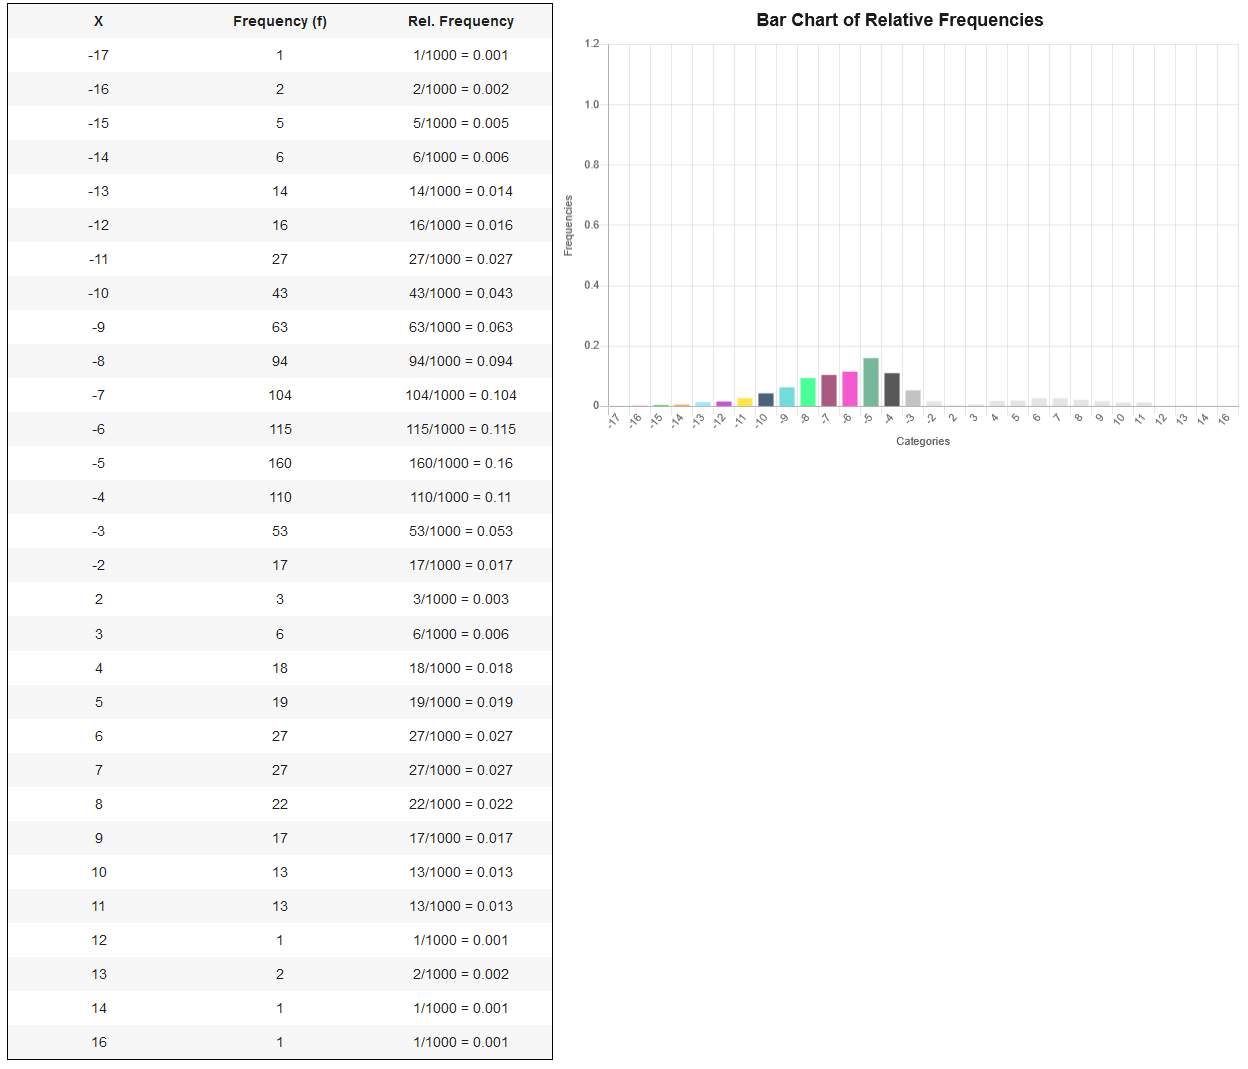 X Frequency (f) Rel. Frequency
-17 1 1/1000 = 0.001
-16 2 2/1000 = 0.002
-15 5 5/1000 = 0.005
-14 6 6/1000 = 0.006
-13 14 14/1000 = 0.014
-12 16 16/1000 = 0.016
-11 27 27/1000 = 0.027
-10 43 43/1000 = 0.043
-9 63 63/1000 = 0.063
-8 94 94/1000 = 0.094
-7 104 104/1000 = 0.104
-6 115 115/1000 = 0.115
-5 160 160/1000 = 0.16
-4 110 110/1000 = 0.11
-3 53 53/1000 = 0.053
-2 17 17/1000 = 0.017
2 3 3/1000 = 0.003
3 6 6/1000 = 0.006
4 18 18/1000 = 0.018
5 19 19/1000 = 0.019
6 27 27/1000 = 0.027
7 27 27/1000 = 0.027
8 22 22/1000 = 0.022
9 17 17/1000 = 0.017
10 13 13/1000 = 0.013
11 13 13/1000 = 0.013
12 1 1/1000 = 0.001
13 2 2/1000 = 0.002
14 1 1/1000 = 0.001
16 1 1/1000 = 0.001
Bar Chart of Relative Frequencies
1.2
1.0
0.8
0.6
0.4
0.2
0
Frequencies
-17 -16 -15 -14 -13 -12 -11 -10 -9 -8 -7 -6 -5 -4 -3 -2 2 3 4 5 6 7 8 9 10 11 12 13 14 16
Categories